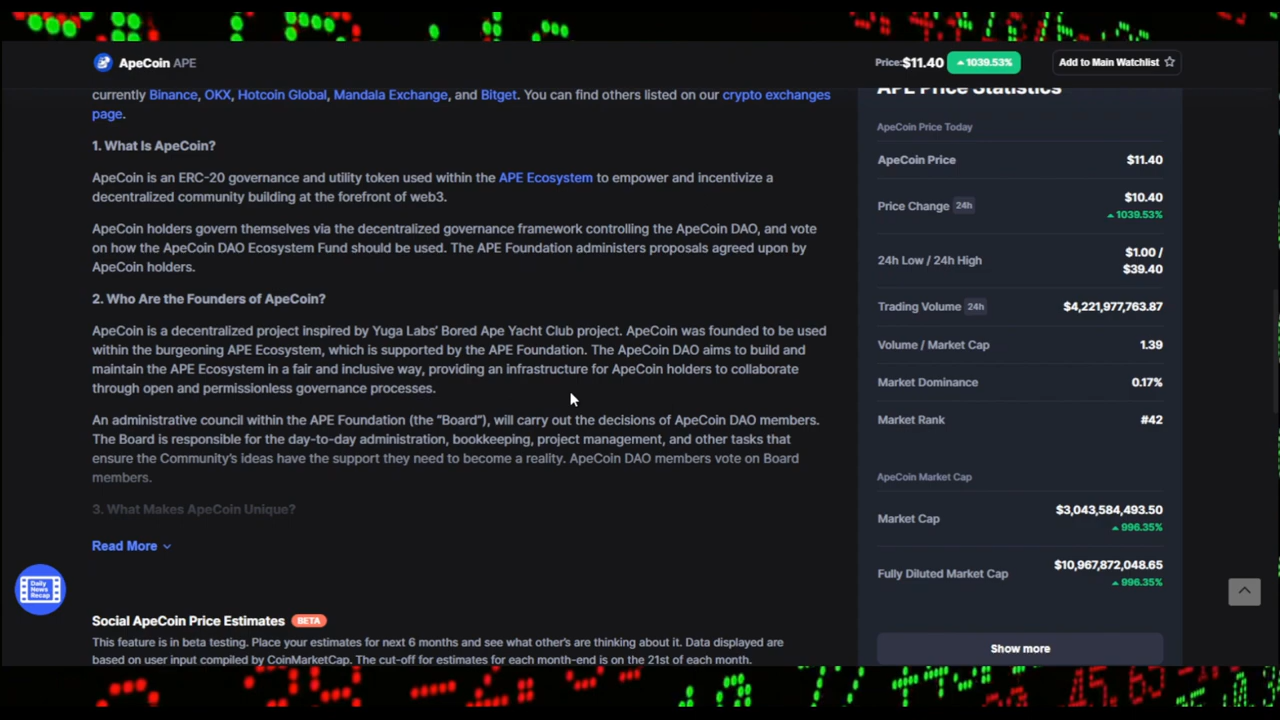 ApeCoin APE
Price:$11.40 1039.53%
Add to Main Watchlist
currently Binance, OKX, Hotcoin Global, Mandala Exchange, and Bitget. You can find others listed on our crypto exchanges
page.
1. What Is ApeCoin?
ApeCoin is an ERC-20 governance and utility token used within the APE Ecosystem to empower and incentivize a
decentralized community building at the forefront of web3.
ApeCoin holders govern themselves via the decentralized governance framework controlling the ApeCoin DAO, and vote
on how the ApeCoin DAO Ecosystem Fund should be used. The APE Foundation administers proposals agreed upon by
ApeCoin holders.
2. Who Are the Founders of ApeCoin?
ApeCoin is a decentralized project inspired by Yuga Labs' Bored Ape Yacht Club project. ApeCoin was founded to be used
within the burgeoning APE Ecosystem, which is supported by the APE Foundation. The ApeCoin DAO aims to build and
maintain the APE Ecosystem in a fair and inclusive way, providing an infrastructure for ApeCoin holders to collaborate
through open and permissionless governance processes.
An administrative council within the APE Foundation (the “Board”), will carry out the decisions of ApeCoin DAO members.
The Board is responsible for the day-to-day administration, bookkeeping, project management, and other tasks that
ensure the Community's ideas have the support they need to become a reality. ApeCoin DAO members vote on Board
members.
3. What Makes ApeCoin Unique?
Read More
Daily
News
Recap
Social ApeCoin Price Estimates BETA
This feature is in beta testing. Place your estimates for next 6 months and see what other's are thinking about it. Data displayed are
based on user input compiled by CoinMarketCap. The cut-off for estimates for each month-end is on the 21st of each month.
APE Price Statistics
ApeCoin Price Today
ApeCoin Price $11.40
Price Change 24h $10.40
1039.53%
24h Low / 24h High $1.00 /
$39.40
Trading Volume 24h $4,221,977,763.87
Volume / Market Cap 1.39
Market Dominance 0.17%
Market Rank #42
ApeCoin Market Cap
Market Cap $3,043,584,493.50
996.35%
Fully Diluted Market Cap $10,967,872,048.65
996.35%
Show more
45.65